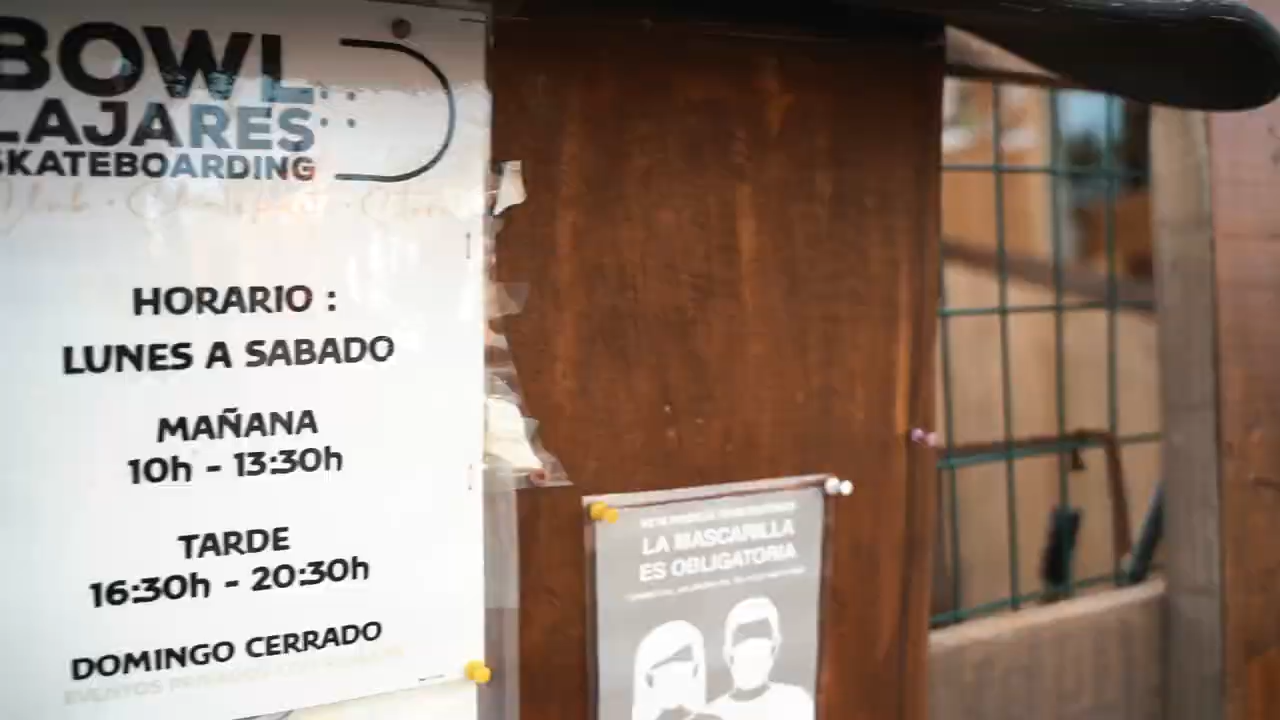 BOWL
LAJARES
SKATEBOARDING
HORARIO :
LUNES A SABADO
MAÑANA
10h - 13:30h
TARDE
16:30h - 20:30h
DOMINGO CERRADO
EVENTOS
LA MASCARILLA
ES OBLIGATORIA